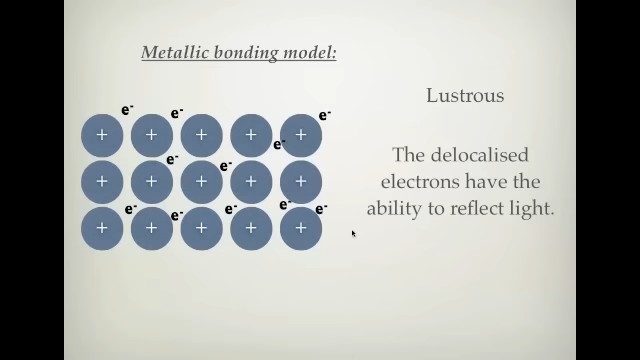 Metallic bonding model:
Lustrous
The delocalised
electrons have the
ability to reflect light.
e- e- e-
+ + + + + e-
e- e-
+ + + + +
e- e- e- e- e-
+ + + + +